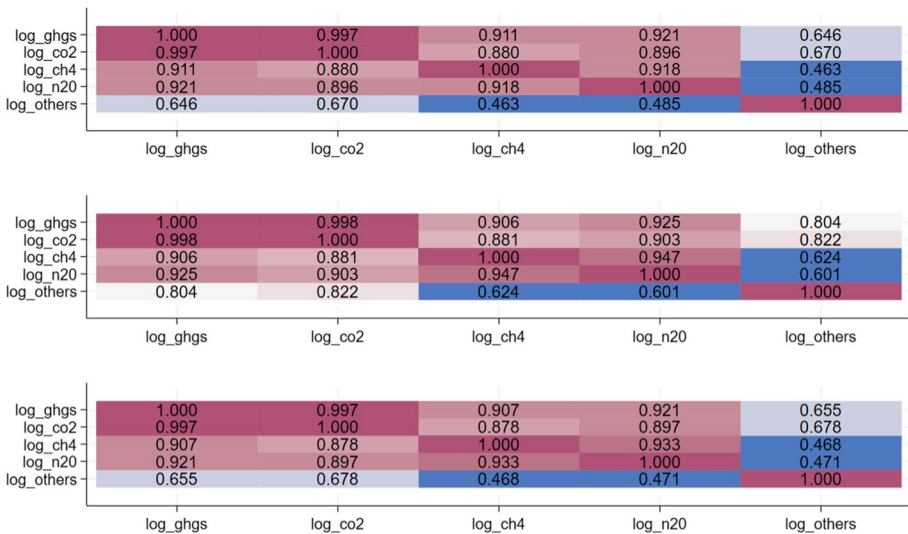 log_ghgs 1.000 0.997 0.911 0.921 0.646
log_co2 0.997 1.000 0.880 0.896 0.670
log_ch4 0.911 0.880 1.000 0.918 0.463
log_n20 0.921 0.896 0.918 1.000 0.485
log_others 0.646 0.670 0.463 0.485 1.000
log_ghgs log_co2 log_ch4 log_n20 log_others
log_ghgs 1.000 0.998 0.906 0.925 0.804
log_co2 0.998 1.000 0.881 0.903 0.822
log_ch4 0.906 0.881 1.000 0.947 0.624
log_n20 0.925 0.903 0.947 1.000 0.601
log_others 0.804 0.822 0.624 0.601 1.000
log_ghgs log_co2 log_ch4 log_n20 log_others
log_ghgs 1.000 0.997 0.907 0.921 0.655
log_co2 0.997 1.000 0.878 0.897 0.678
log_ch4 0.907 0.878 1.000 0.933 0.468
log_n20 0.921 0.897 0.933 1.000 0.471
log_others 0.655 0.678 0.468 0.471 1.000
log_ghgs log_co2 log_ch4 log_n20 log_others